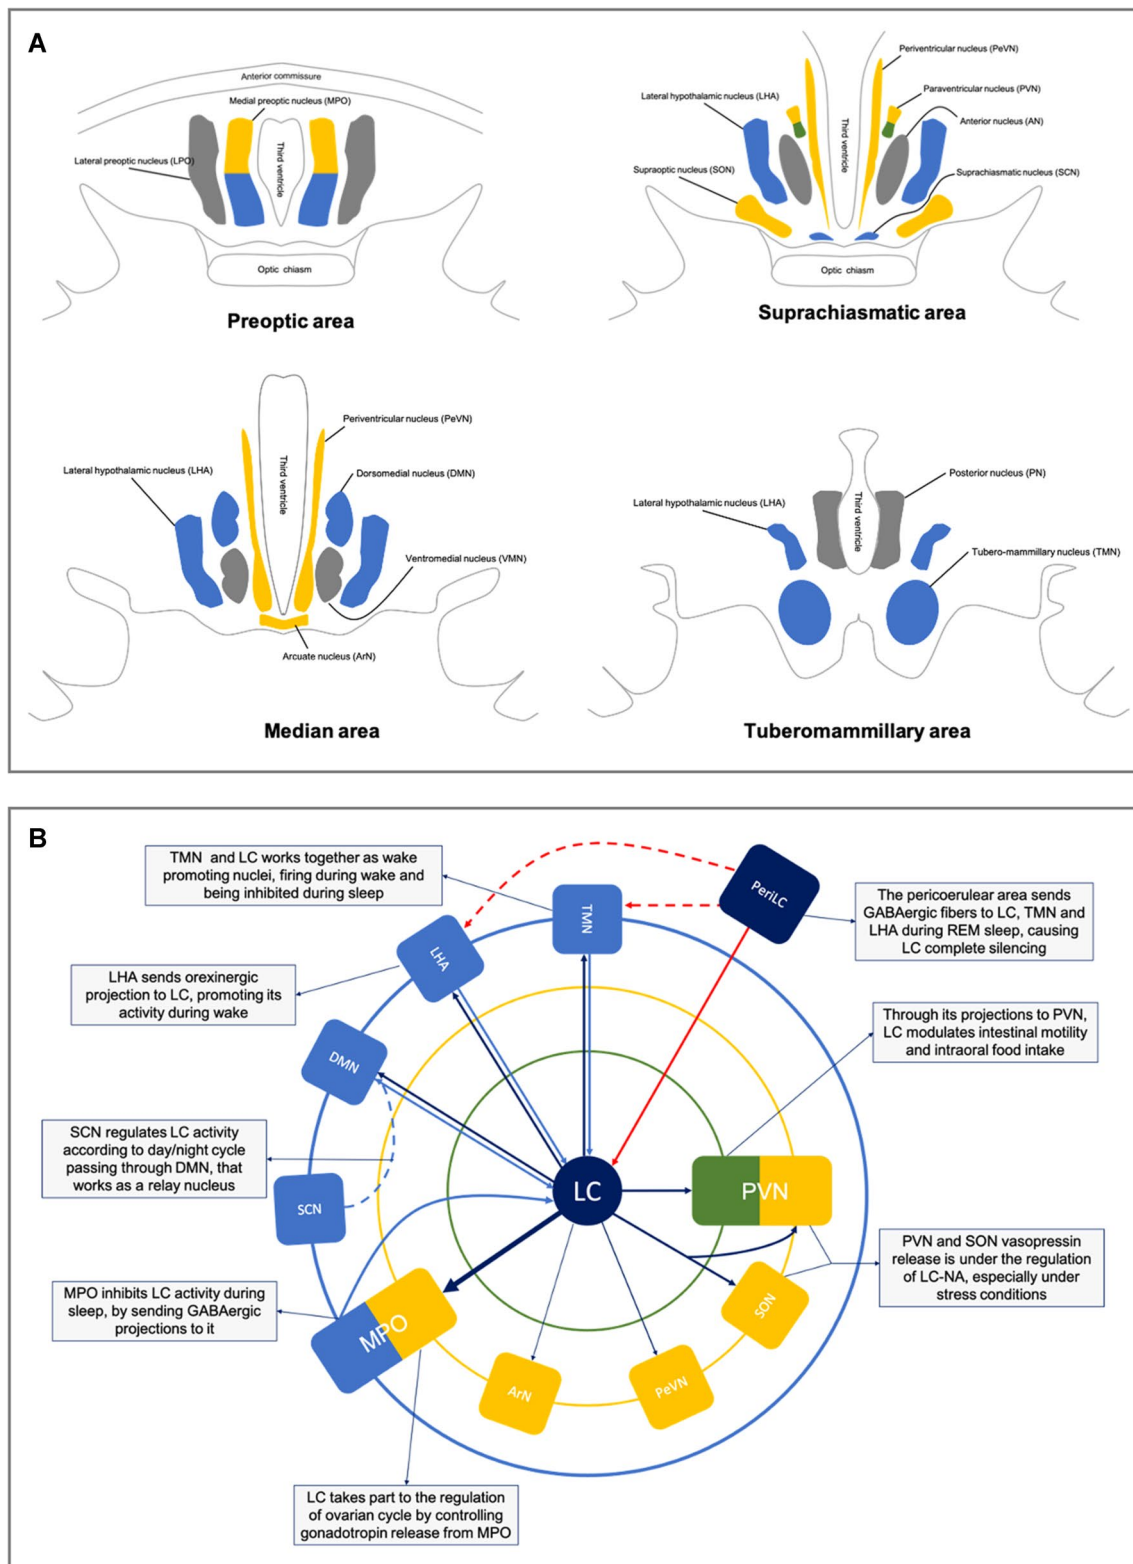 A
Anterior commissure
Medial preoptic nucleus (MPO)
Lateral preoptic nucleus (LPO)
Third ventricle
Optic chiasm
Preoptic area
Periventricular nucleus (PeVN)
Lateral hypothalamic nucleus (LHA)
Paraventricular nucleus (PVN)
Anterior nucleus (AN)
Third ventricle
Supraoptic nucleus (SON)
Suprachiasmatic nucleus (SCN)
Optic chiasm
Suprachiasmatic area
Periventricular nucleus (PeVN)
Lateral hypothalamic nucleus (LHA)
Third ventricle
Dorsomedial nucleus (DMN)
Ventromedial nucleus (VMN)
Arcuate nucleus (ArN)
Median area
Posterior nucleus (PN)
Lateral hypothalamic nucleus (LHA)
Third ventricle
Tubero-mammillary nucleus (TMN)
Tuberomammillary area
B
TMN and LC works together as wake
promoting nuclei, firing during wake and
being inhibited during sleep
TMN
PeriLC
The pericoerulear area sends
GABAergic fibers to LC, TMN and
LHA during REM sleep, causing
LC complete silencing
LHA
LHA sends orexinergic
projection to LC, promoting its
activity during wake
Through its projections to PVN,
LC modulates intestinal motility
and intraoral food intake
DMN
SCN regulates LC activity
according to day/night cycle
passing through DMN, that
works as a relay nucleus
SCN
LC
PVN
PVN and SON vasopressin
release is under the regulation
of LC-NA, especially under
stress conditions
MPO inhibits LC activity during
sleep, by sending GABAergic
projections to it
MPO
SON
ArN
PeVN
LC takes part to the regulation
of ovarian cycle by controlling
gonadotropin release from MPO